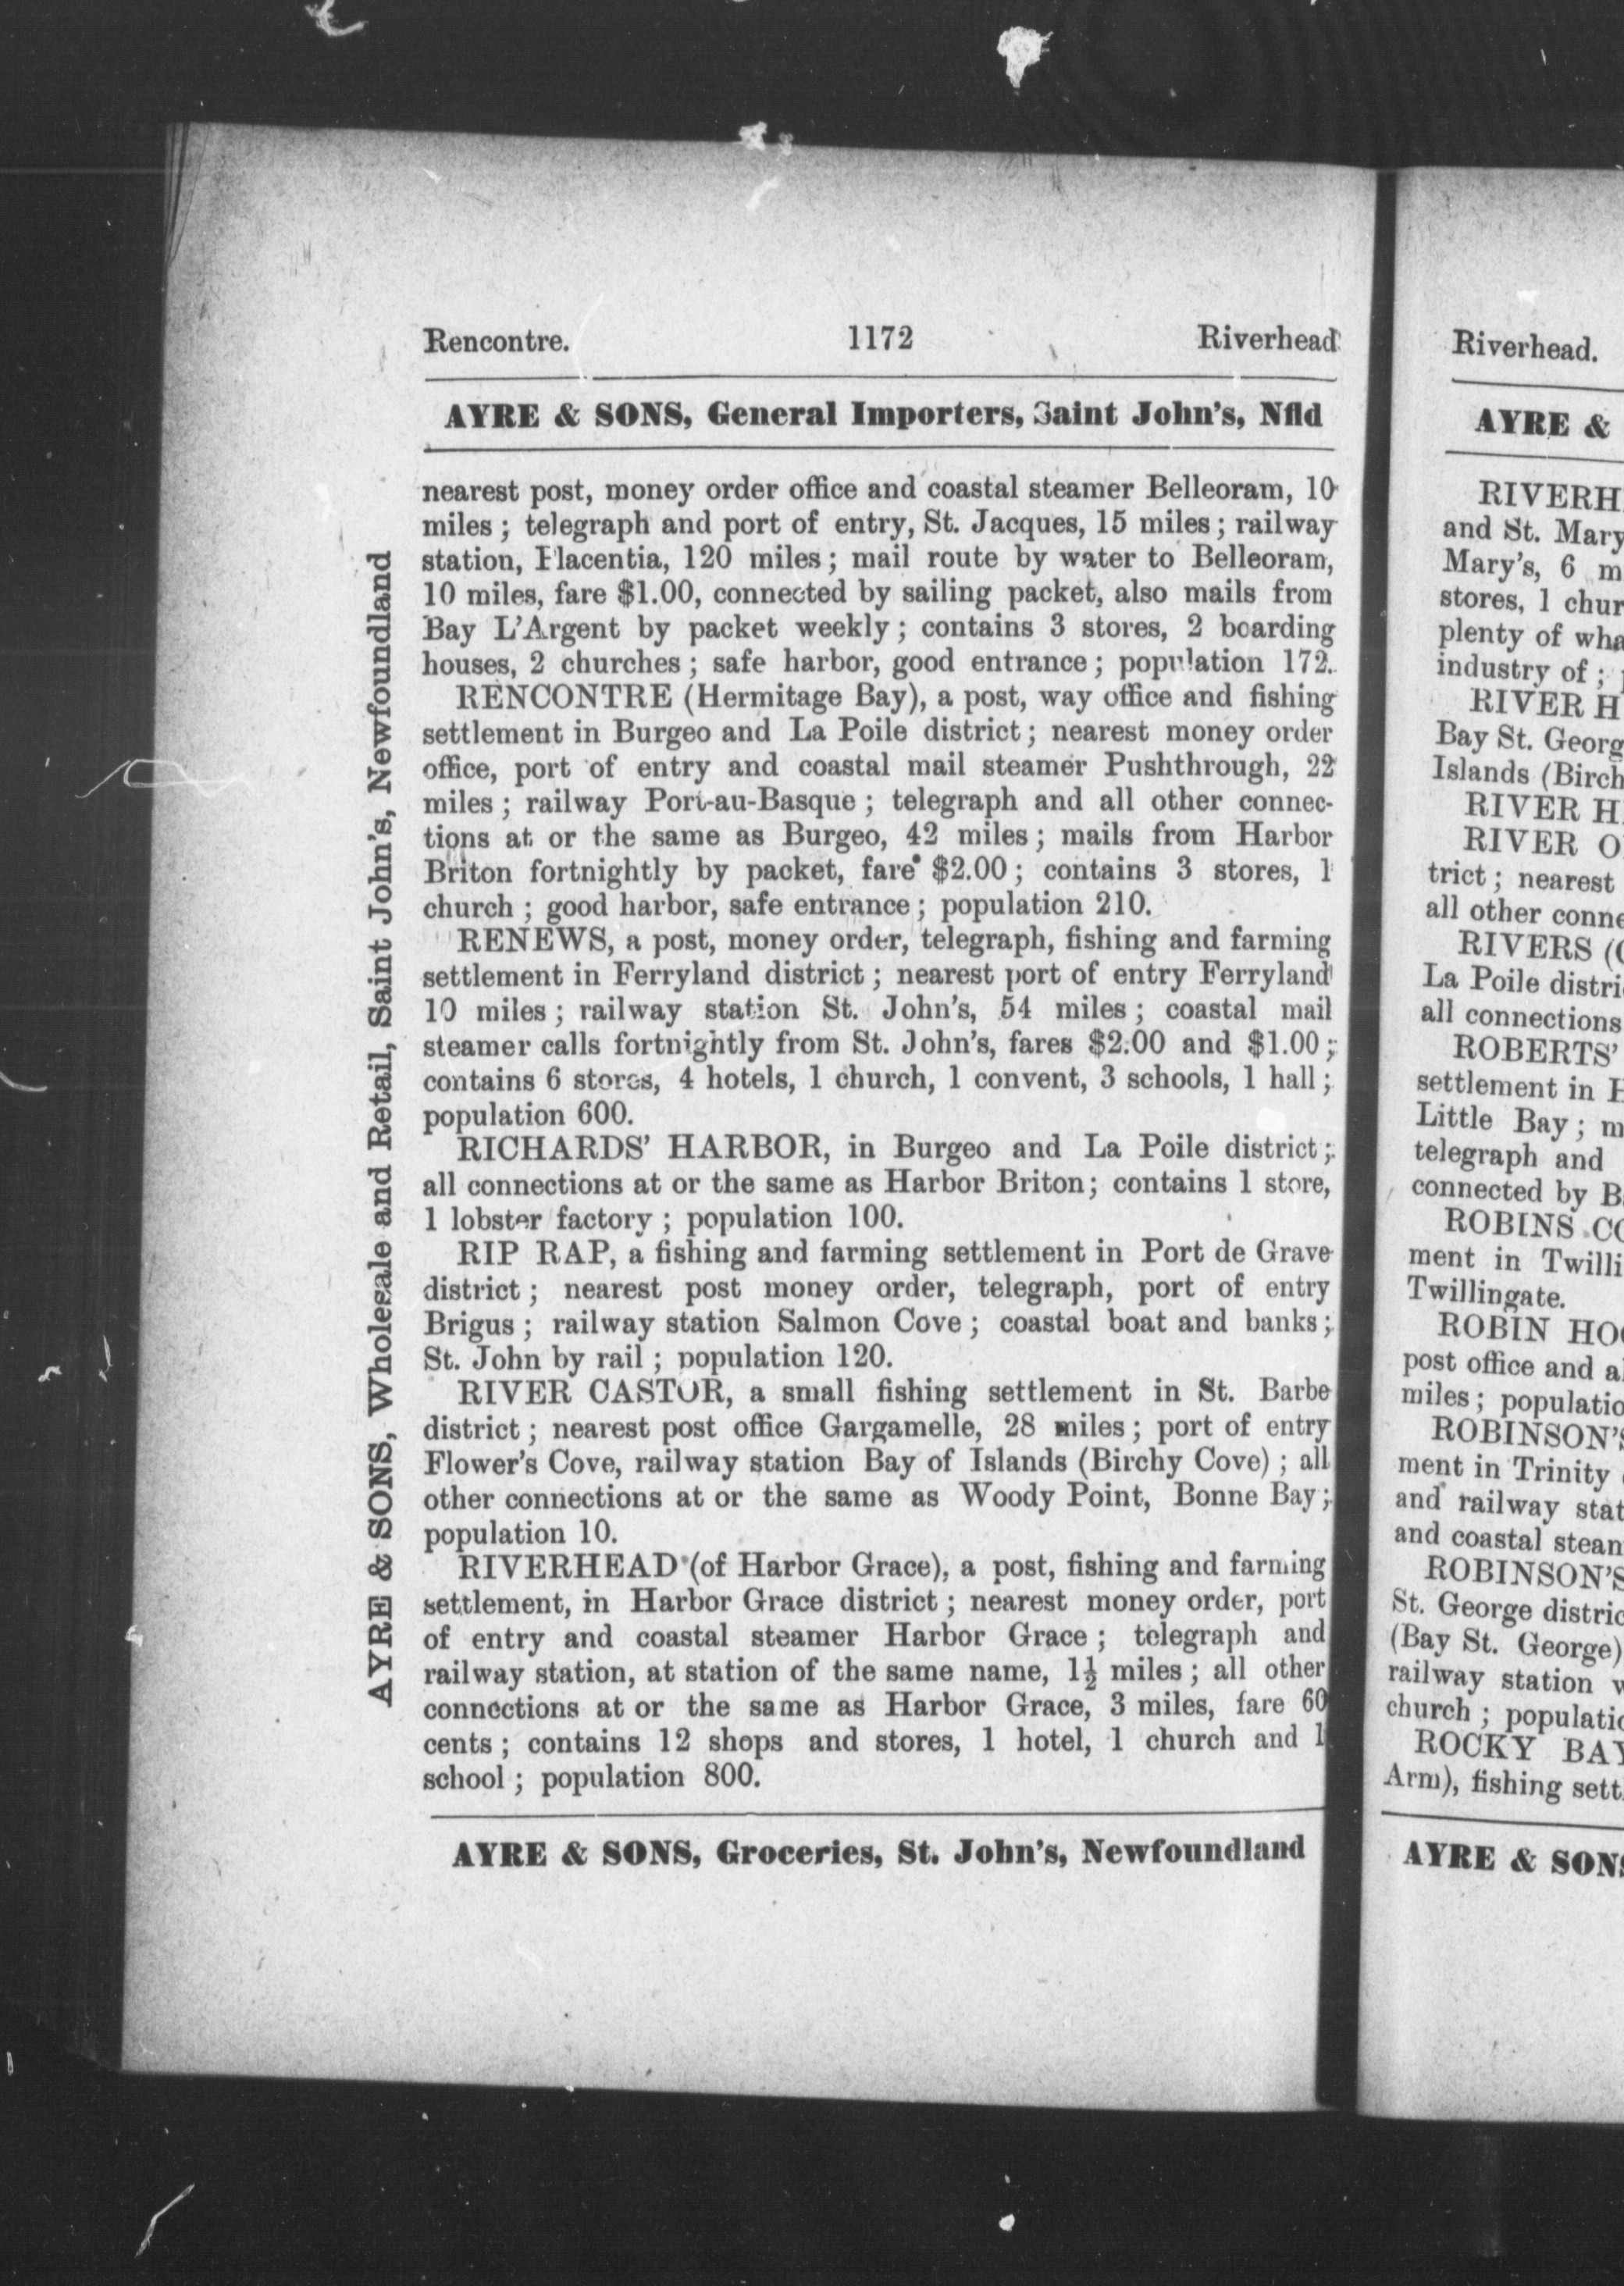 Rencontre. 1172 Riverhead
AYRE & SONS, General Importers, Saint John's, Nfld
nearest post, money order office and coastal steamer Belleoram, 10
miles ; telegraph and port of entry, St. Jacques, 15 miles ; railway
station, Placentia, 120 miles ; mail route by water to Belleoram,
10 miles, fare $1.00, connected by sailing packet, also mails from
Bay L'Argent by packet weekly ; contains 3 stores, 2 boarding
houses, 2 churches ; safe harbor, good entrance ; population 172.
RENCONTRE (Hermitage Bay), a post, way office and fishing
settlement in Burgeo and La Poile district ; nearest money order
office, port of entry and coastal mail steamer Pushthrough, 22
miles ; railway Port-au-Basque ; telegraph and all other connec-
tions at or the same as Burgeo, 42 miles ; mails from Harbor
Briton fortnightly by packet, fare $2.00 ; contains 3 stores, 1
church ; good harbor, safe entrance ; population 210.
RENEWS, a post, money order, telegraph, fishing and farming
settlement in Ferryland district ; nearest port of entry Ferryland
10 miles ; railway station St. John's, 54 miles ; coastal mail
steamer calls fortnightly from St. John's, fares $2.00 and $1.00 ;
contains 6 stores, 4 hotels, 1 church, 1 convent, 3 schools, 1 hall ;
population 600.
RICHARDS' HARBOR, in Burgeo and La Poile district ;
all connections at or the same as Harbor Briton; contains 1 store,
1 lobster factory ; population 100.
RIP RAP, a fishing and farming settlement in Port de Grave
district ; nearest post money order, telegraph, port of entry
Brigus ; railway station Salmon Cove ; coastal boat and banks ;
St. John by rail ; population 120.
RIVER CASTOR, a small fishing settlement in St. Barbe
district ; nearest post office Gargamelle, 28 miles ; port of entry
Flower's Cove, railway station Bay of Islands (Birchy Cove) ; all
other connections at or the same as Woody Point, Bonne Bay ;
population 10.
RIVERHEAD (of Harbor Grace), a post, fishing and farming
settlement, in Harbor Grace district ; nearest money order, port
of entry and coastal steamer Harbor Grace ; telegraph and
railway station, at station of the same name, 1½ miles ; all other
connections at or the same as Harbor Grace, 3 miles, fare 60
cents ; contains 12 shops and stores, 1 hotel, 1 church and 1
school ; population 800.
AYRE & SONS, Groceries, St. John's, Newfoundland
AYRE & SONS, Wholesale and Retail, Saint John's, Newfoundland
Riverhead.
AYRE &
RIVERH
and St. Mary
Mary's, 6 m
stores, 1 chur
plenty of wha
industry of ;
RIVER H
Bay St. Georg
Islands (Birch
RIVER H
RIVER O
trict ; nearest
all other conne
RIVERS (
La Poile distri
all connections
ROBERTS'
settlement in H
Little Bay ; m
telegraph and
connected by B
ROBINS CO
ment in Twilli
Twillingate.
ROBIN HOO
post office and a
miles ; populatio
ROBINSON'S
ment in Trinity
and railway stat
and coastal stean
ROBINSON'S
St. George distric
(Bay St. George)
railway station w
church ; populatio
ROCKY BAY
Arm), fishing sett
AYRE & SONS